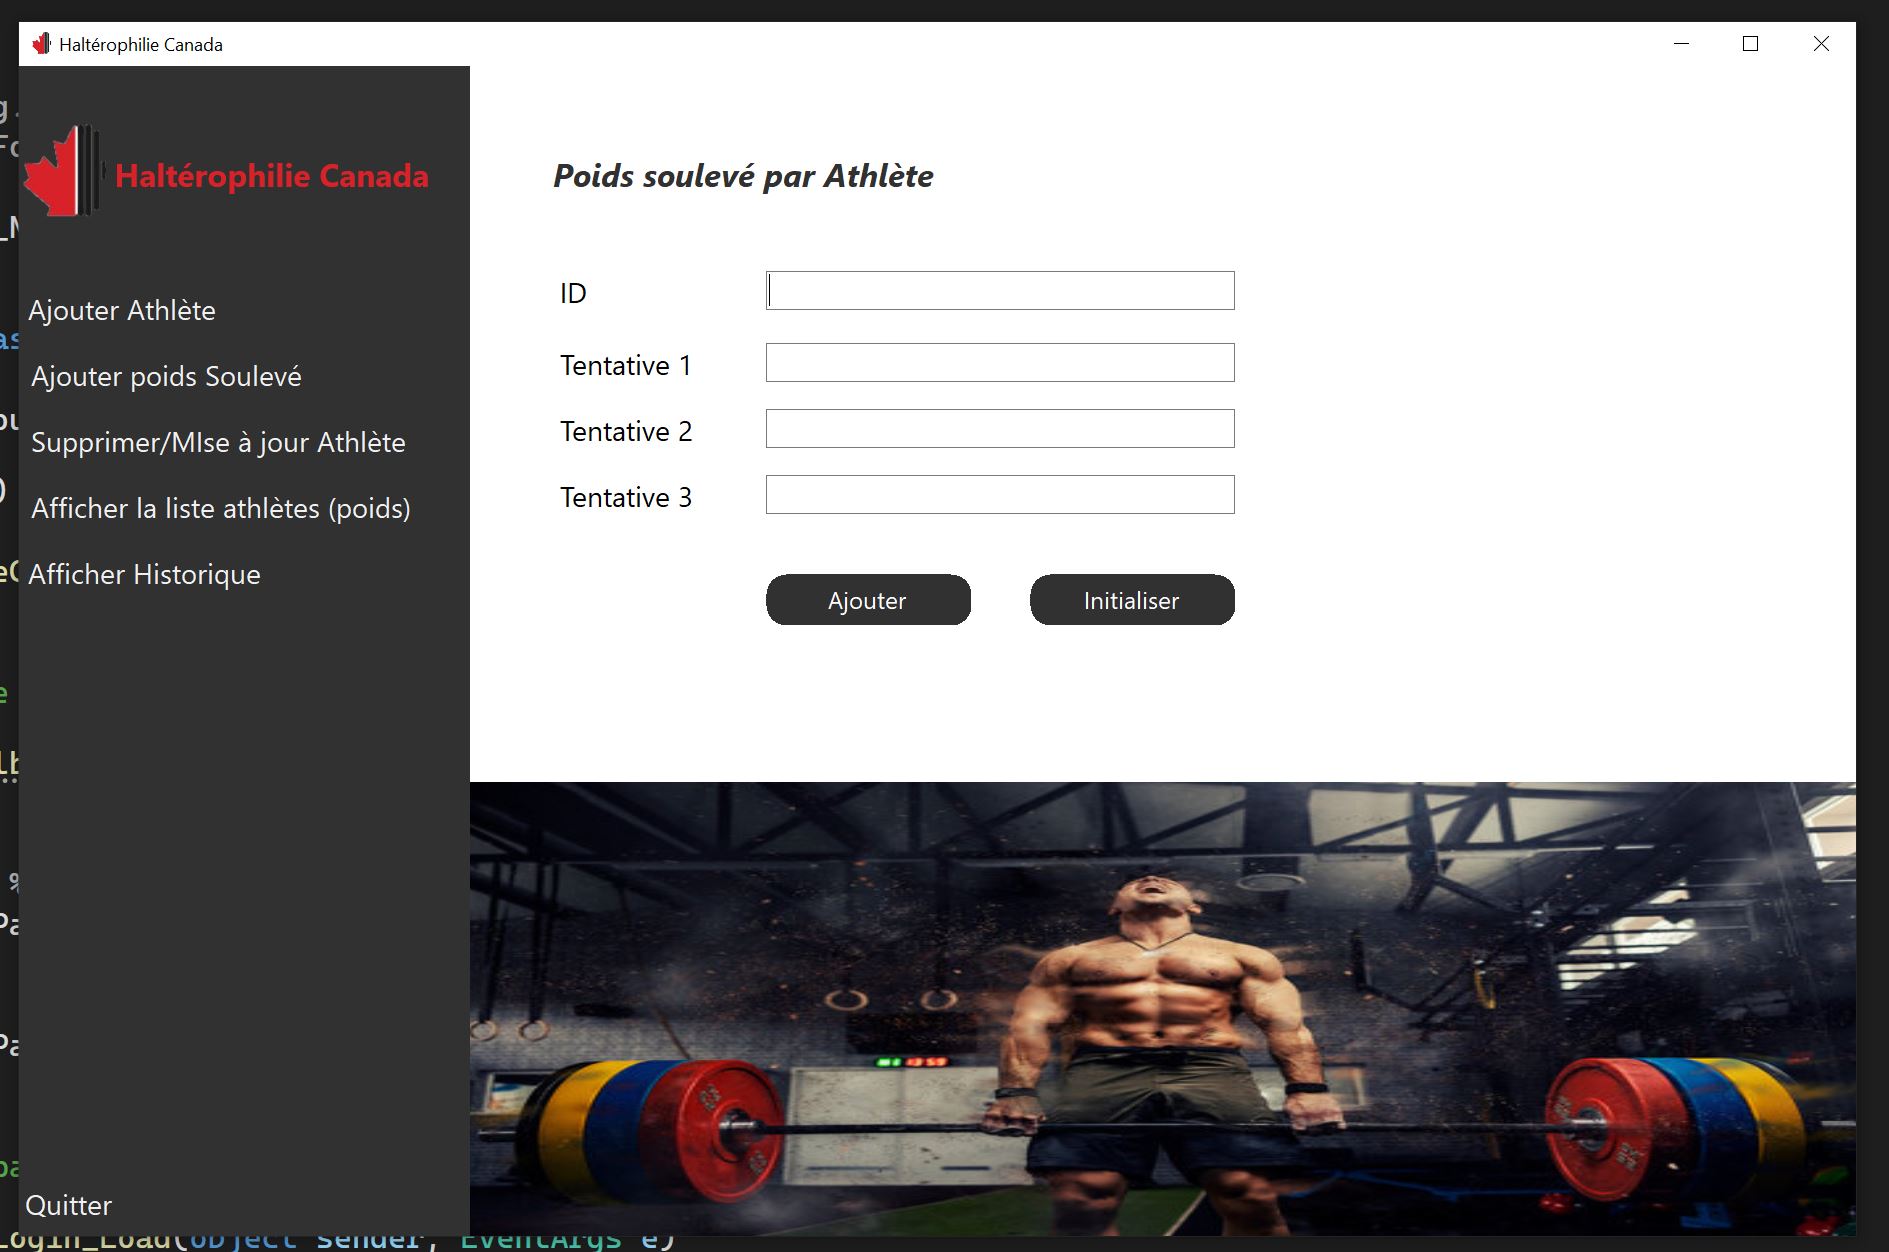 Haltérophilie Canada
Haltérophilie Canada
Ajouter Athlète
Ajouter poids Soulevé
Supprimer/MIse à jour Athlète
Afficher la liste athlètes (poids)
Afficher Historique
Quitter
Poids soulevé par Athlète
ID
Tentative 1
Tentative 2
Tentative 3
Ajouter
Initialiser
Login_Load(object sender, EventArgs e)